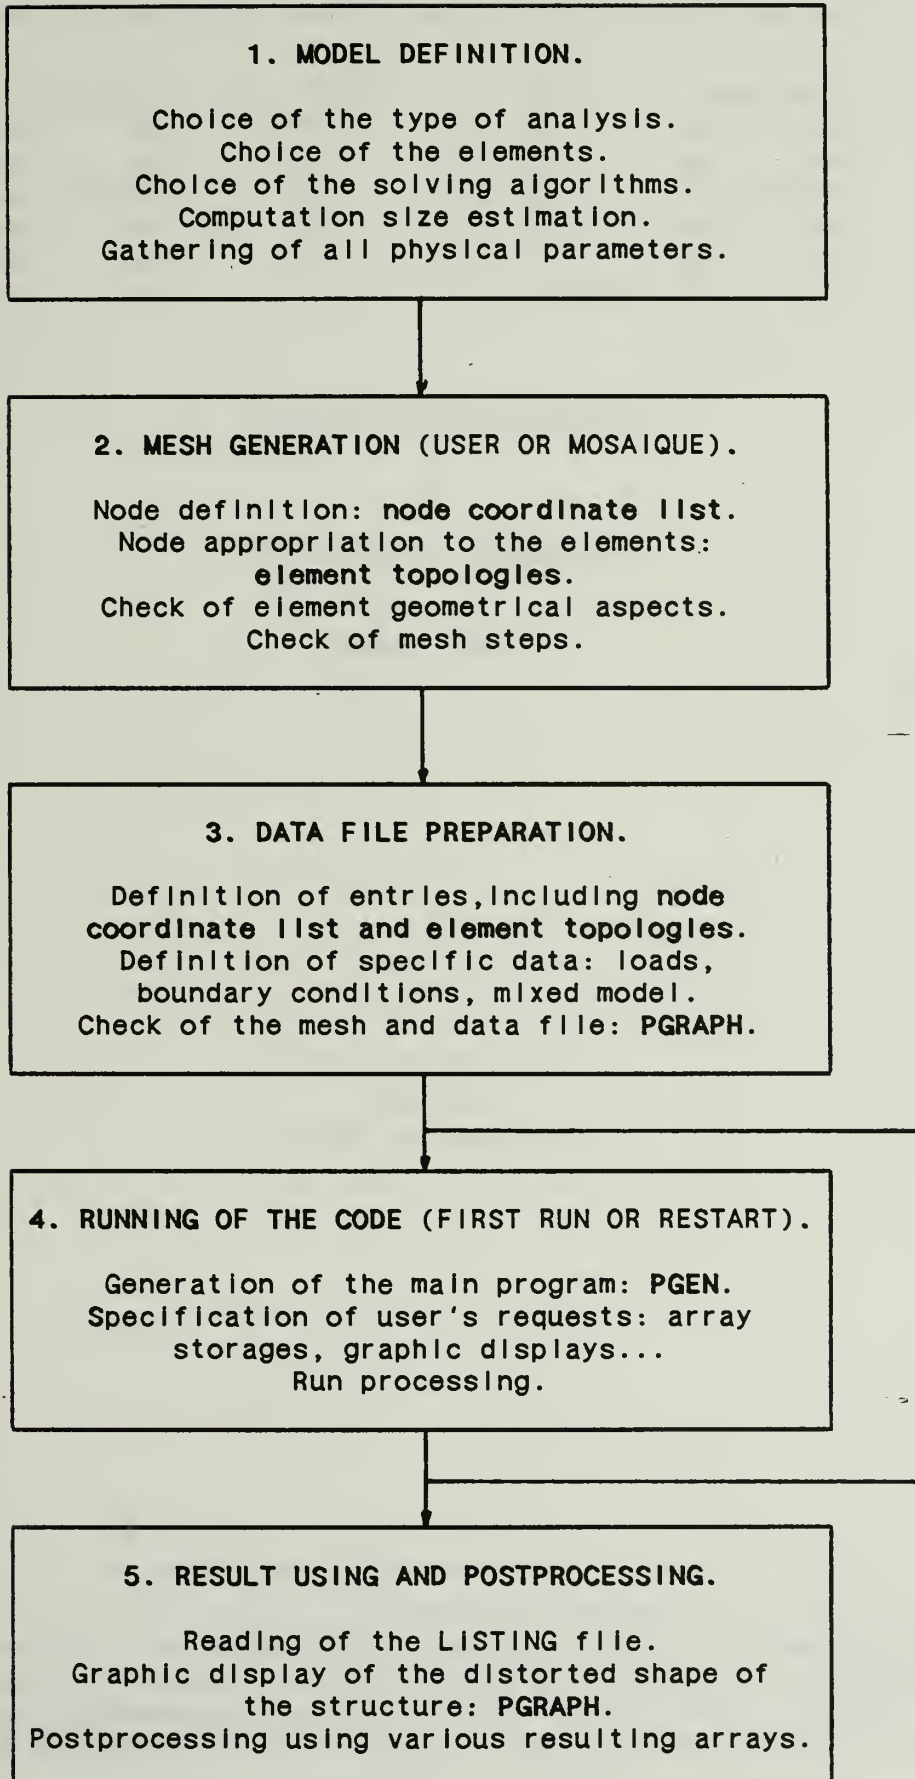 1. MODEL DEFINITION.
Choice of the type of analysis.
Choice of the elements.
Choice of the solving algorithms.
Computation size estimation.
Gathering of all physical parameters.
2. MESH GENERATION (USER OR MOSAIQUE).
Node definition: node coordinate list.
Node appropriation to the elements:
element topologies.
Check of element geometrical aspects.
Check of mesh steps.
3. DATA FILE PREPARATION.
Definition of entries,including node
coordinate list and element topologies.
Definition of specific data: loads,
boundary conditions, mixed model.
Check of the mesh and data file: PGRAPH.
4. RUNNING OF THE CODE (FIRST RUN OR RESTART).
Generation of the main program: PGEN.
Specification of user's requests: array
storages, graphic displays...
Run processing.
5. RESULT USING AND POSTPROCESSING.
Reading of the LISTING file.
Graphic display of the distorted shape of
the structure: PGRAPH.
Postprocessing using various resulting arrays.